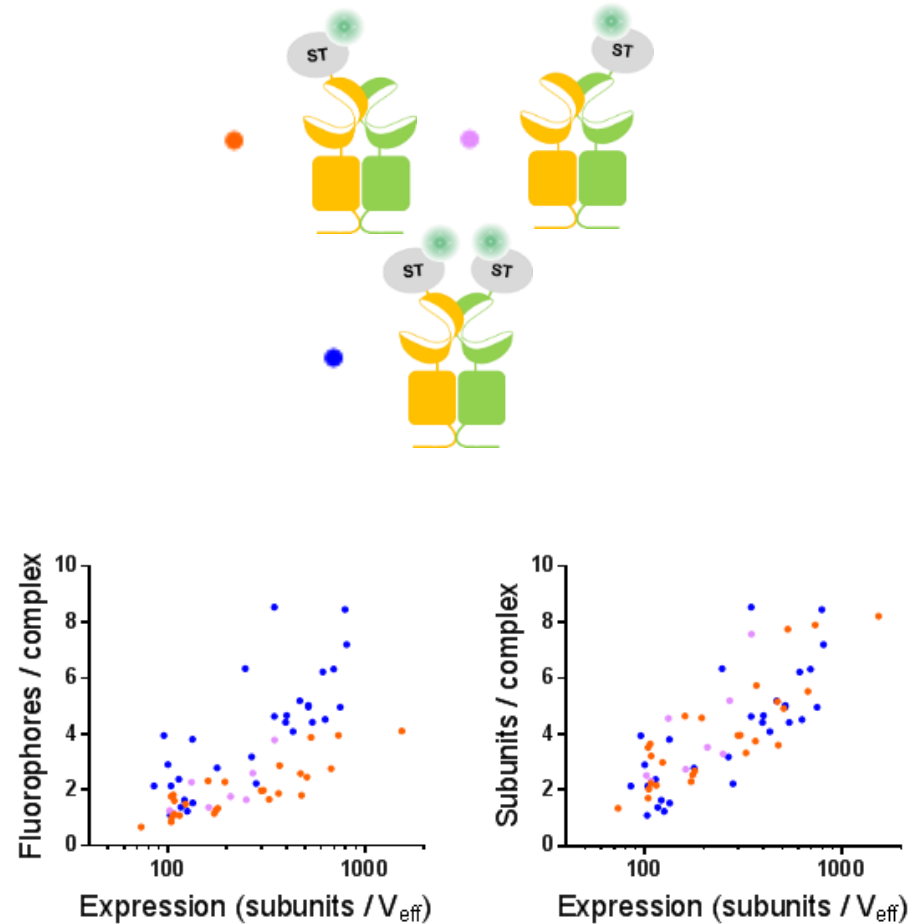 ST
ST
ST
ST
Fluorophores / complex
10
8
6
4
2
0
100
1000
Expression (subunits / Veff)
Subunits / complex
10
8
6
4
2
0
100
1000
Expression (subunits / Veff)